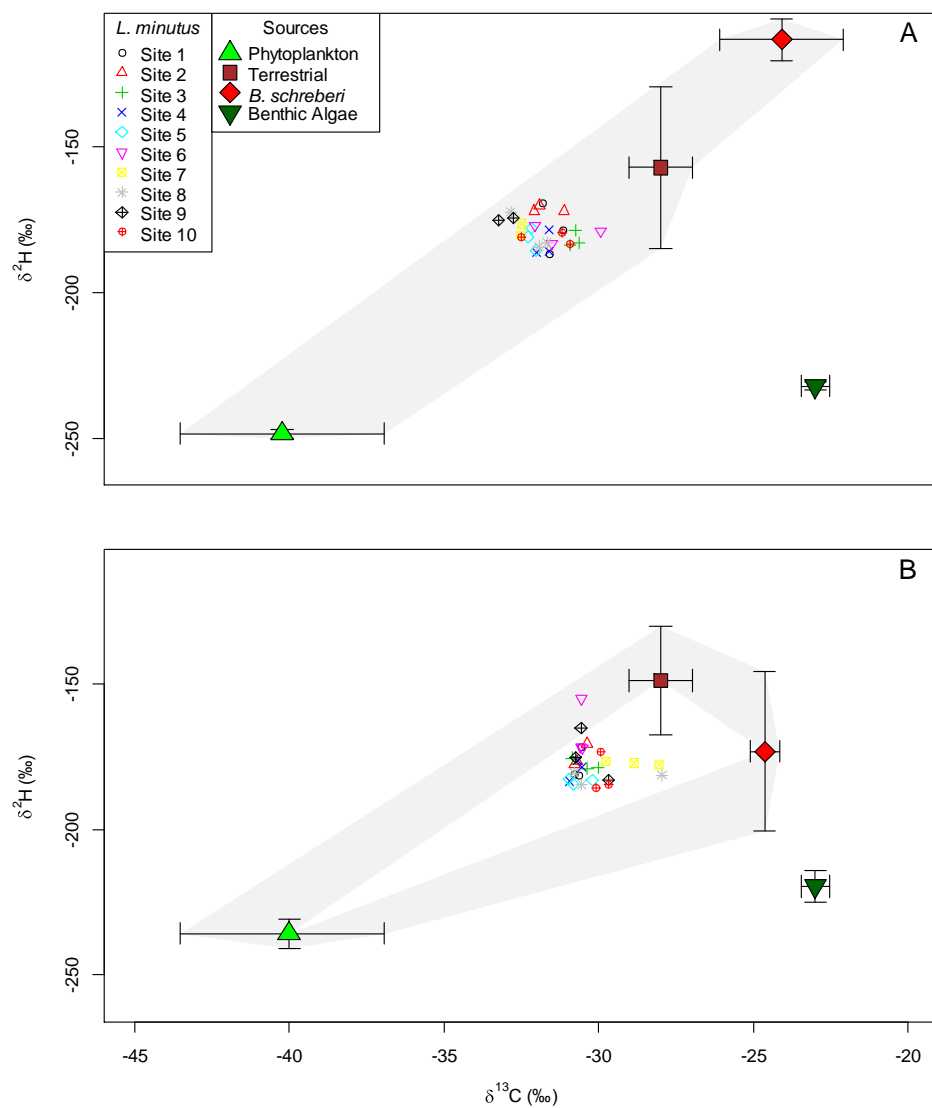 A
L. minutus
Site 1
Site 2
Site 3
Site 4
Site 5
Site 6
Site 7
Site 8
Site 9
Site 10
Sources
Phytoplankton
Terrestrial
B. schreberi
Benthic Algae
-150
-200
-250
δ²H (‰)
B
-150
-200
-250
δ²H (‰)
-45 -40 -35 -30 -25 -20
δ¹³C (‰)